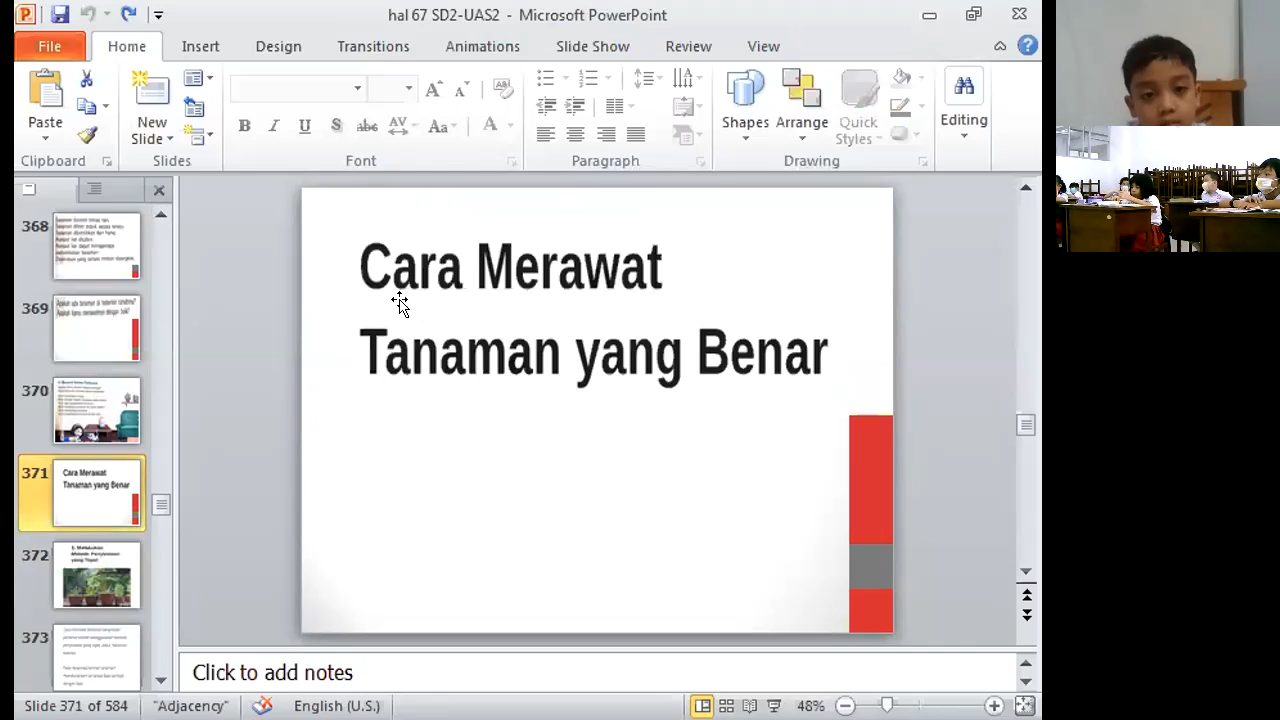 hal 67 SD2-UAS2 - Microsoft PowerPoint
File Home Insert Design Transitions Animations Slide Show Review View
Paste
New
Slide
Shapes
Arrange
Quick
Styles
Editing
Clipboard
Slides
Font
Paragraph
Drawing
368
369
370
371
Cara Merawat
Tanaman yang Benar
372
373
Cara Merawat
Tanaman yang Benar
Click to add notes
Slide 371 of 584
"Adjacency"
English (U.S.)
48%